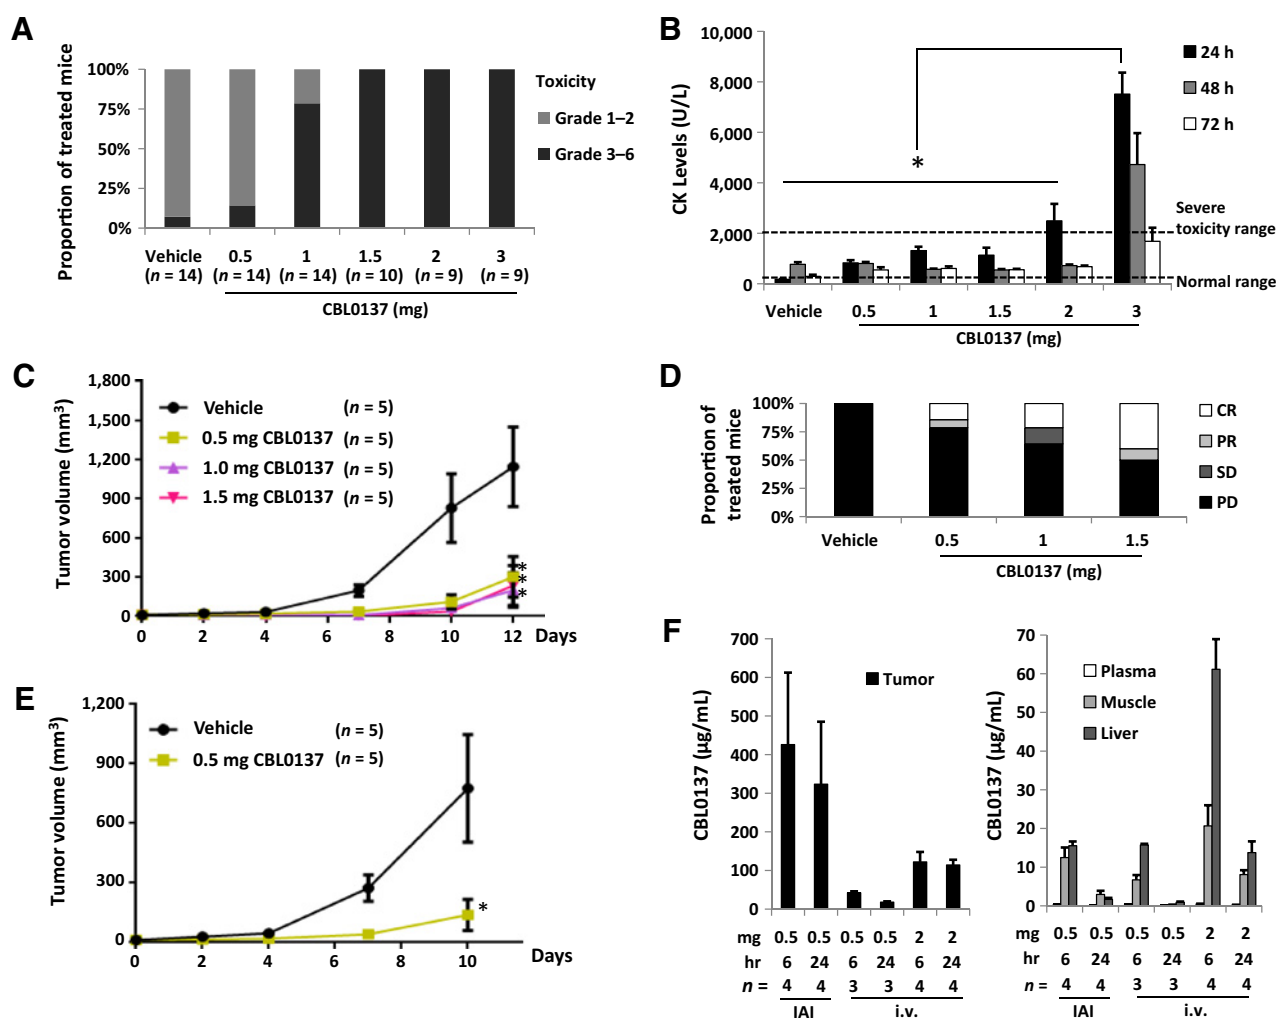 A
Proportion of treated mice
100%
75%
50%
25%
0%
Vehicle 0.5 1 1.5 2 3
(n = 14) (n = 14) (n = 14) (n = 10) (n = 9) (n = 9)
CBL0137 (mg)
Toxicity
Grade 1–2
Grade 3–6
B
CK Levels (U/L)
10,000
8,000
6,000
4,000
2,000
0
*
24 h
48 h
72 h
Severe
toxicity range
Normal range
Vehicle 0.5 1 1.5 2 3
CBL0137 (mg)
C
Tumor volume (mm³)
1,800
1,500
1,200
900
600
300
0
Vehicle (n = 5)
0.5 mg CBL0137 (n = 5)
1.0 mg CBL0137 (n = 5)
1.5 mg CBL0137 (n = 5)
*
*
*
0 2 4 6 8 10 12 Days
D
Proportion of
treated mice
100%
75%
50%
25%
0%
CR
PR
SD
PD
Vehicle 0.5 1 1.5
CBL0137 (mg)
E
Tumor volume (mm³)
1,200
900
600
300
0
Vehicle (n = 5)
0.5 mg CBL0137 (n = 5)
*
0 2 4 6 8 10 Days
F
CBL0137 (µg/mL)
700
600
500
400
300
200
100
0
Tumor
mg 0.5 0.5 0.5 0.5 2 2
hr 6 24 6 24 6 24
n = 4 4 3 3 4 4
IAI i.v.
CBL0137 (µg/mL)
70
60
50
40
30
20
10
0
Plasma
Muscle
Liver
mg 0.5 0.5 0.5 0.5 2 2
hr 6 24 6 24 6 24
n = 4 4 3 3 4 4
IAI i.v.